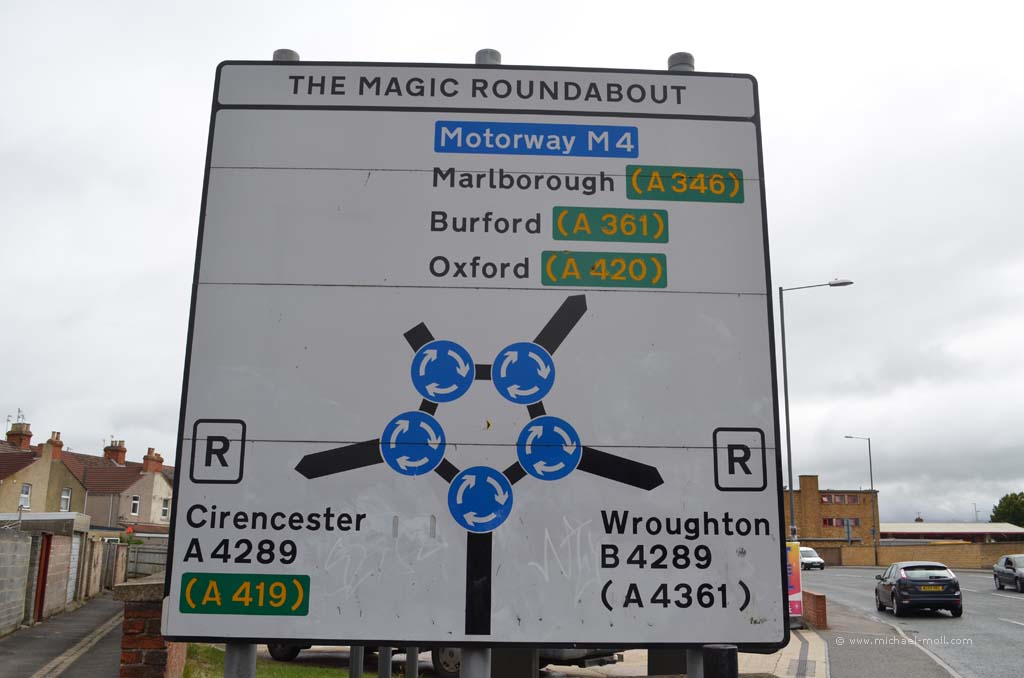 THE MAGIC ROUNDABOUT
Motorway M4
Marlborough (A 346)
Burford (A 361)
Oxford (A 420)
R
R
Cirencester
A 4289
(A 419)
Wroughton
B 4289
(A 4361)
© www.michael-moll.com